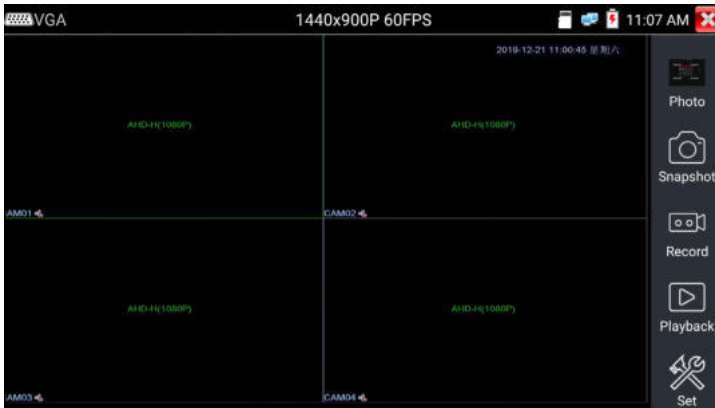 VGA
1440x900P 60FPS
11:07 AM
2019-12-21 11:00:45 星期六
AHD-H(1080P)
AHD-H(1080P)
AM01
CAM02
AHD-H(1080P)
AHD-H(1080P)
AM03
CAM04
Photo
Snapshot
Record
Playback
Set